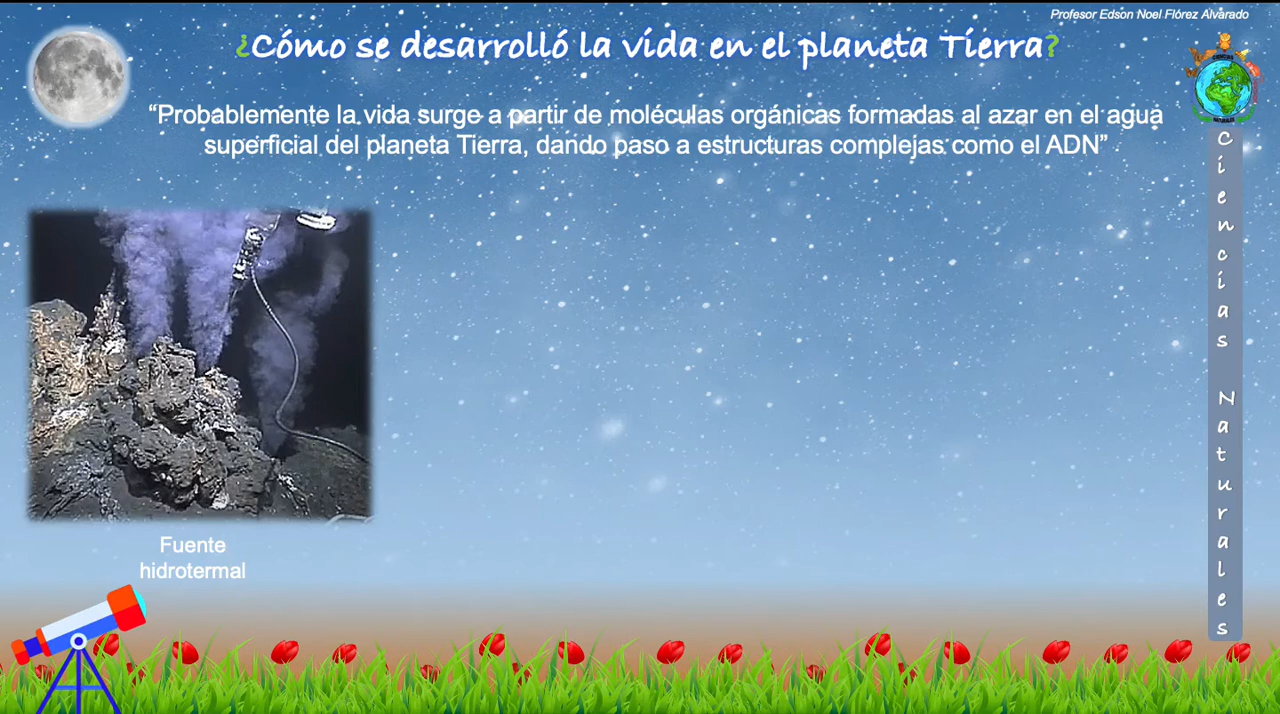 Profesor Edson Noel Flórez Alvarado
¿Cómo se desarrolló la vida en el planeta Tierra?
“Probablemente la vida surge a partir de moléculas orgánicas formadas al azar en el agua
superficial del planeta Tierra, dando paso a estructuras complejas como el ADN”
CIENCIAS
NATURALES
Ciencias Naturales
Fuente
hidrotermal